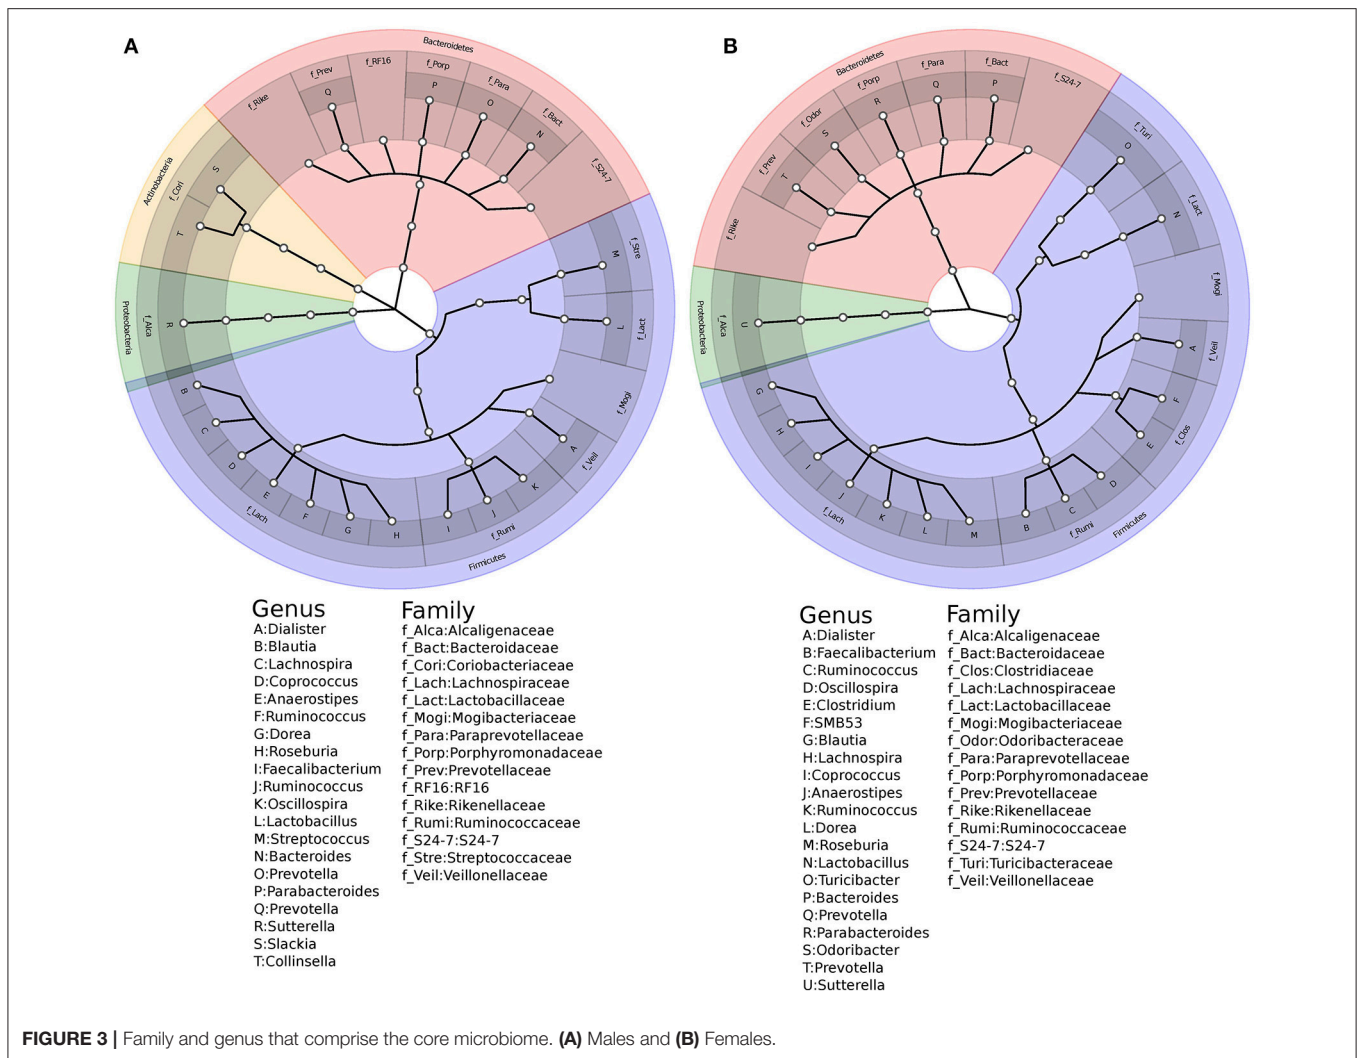 A
Bacteroidetes
f_Rike
f_Prev
f_RF16
f_Porp
f_Para
f_Bact
f_S24-7
Q
P
O
N
Actinobacteria
f_Cori
S
T
Proteobacteria
f_Alca
R
f_Stre
M
f_Lact
L
f_Mogi
f_Veil
A
f_Rumi
K
J
I
f_Lach
B
C
D
E
F
G
H
Firmicutes
B
Bacteroidetes
f_Rike
f_Prev
f_Odor
f_Porp
f_Para
f_Bact
f_S24-7
T
S
R
Q
P
Proteobacteria
f_Alca
U
f_Turi
O
f_Lact
N
f_Mogi
f_Veil
A
f_Clos
F
E
f_Rumi
D
C
B
f_Lach
G
H
I
J
K
L
M
Firmicutes
Genus
A:Dialister
B:Blautia
C:Lachnospira
D:Coprococcus
E:Anaerostipes
F:Ruminococcus
G:Dorea
H:Roseburia
I:Faecalibacterium
J:Ruminococcus
K:Oscillospira
L:Lactobacillus
M:Streptococcus
N:Bacteroides
O:Prevotella
P:Parabacteroides
Q:Prevotella
R:Sutterella
S:Slackia
T:Collinsella
Family
f_Alca:Alcaligenaceae
f_Bact:Bacteroidaceae
f_Cori:Coriobacteriaceae
f_Lach:Lachnospiraceae
f_Lact:Lactobacillaceae
f_Mogi:Mogibacteriaceae
f_Para:Paraprevotellaceae
f_Porp:Porphyromonadaceae
f_Prev:Prevotellaceae
f_RF16:RF16
f_Rike:Rikenellaceae
f_Rumi:Ruminococcaceae
f_S24-7:S24-7
f_Stre:Streptococcaceae
f_Veil:Veillonellaceae
Genus
A:Dialister
B:Faecalibacterium
C:Ruminococcus
D:Oscillospira
E:Clostridium
F:SMB53
G:Blautia
H:Lachnospira
I:Coprococcus
J:Anaerostipes
K:Ruminococcus
L:Dorea
M:Roseburia
N:Lactobacillus
O:Turicibacter
P:Bacteroides
Q:Prevotella
R:Parabacteroides
S:Odoribacter
T:Prevotella
U:Sutterella
Family
f_Alca:Alcaligenaceae
f_Bact:Bacteroidaceae
f_Clos:Clostridiaceae
f_Lach:Lachnospiraceae
f_Lact:Lactobacillaceae
f_Mogi:Mogibacteriaceae
f_Odor:Odoribacteraceae
f_Para:Paraprevotellaceae
f_Porp:Porphyromonadaceae
f_Prev:Prevotellaceae
f_Rike:Rikenellaceae
f_Rumi:Ruminococcaceae
f_S24-7:S24-7
f_Turi:Turicibacteraceae
f_Veil:Veillonellaceae
FIGURE 3 | Family and genus that comprise the core microbiome. (A) Males and (B) Females.